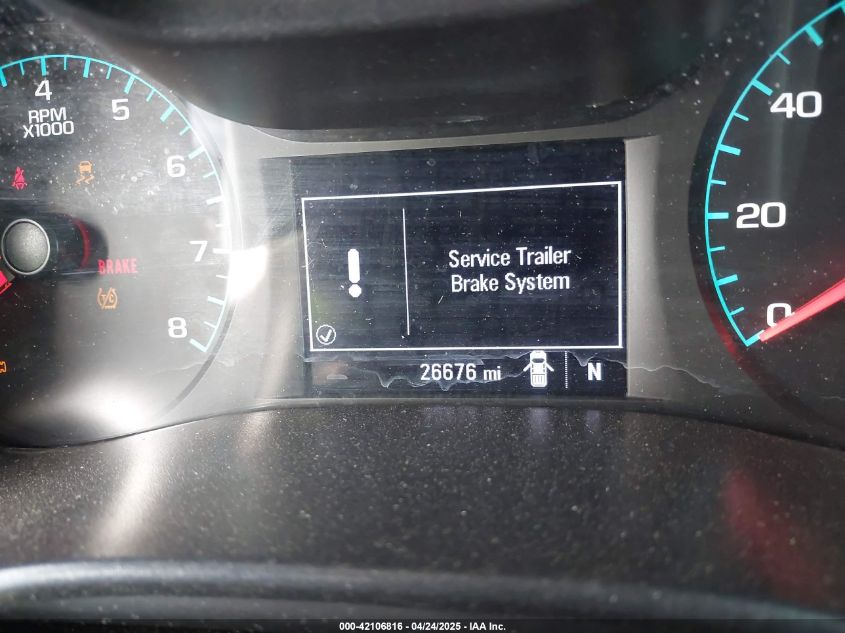 4
5
6
7
8
RPM
X1000
BRAKE
T/C
Service Trailer
Brake System
26676 mi
N
40
20
0
000-42106816 - 04/24/2025 - IAA Inc.